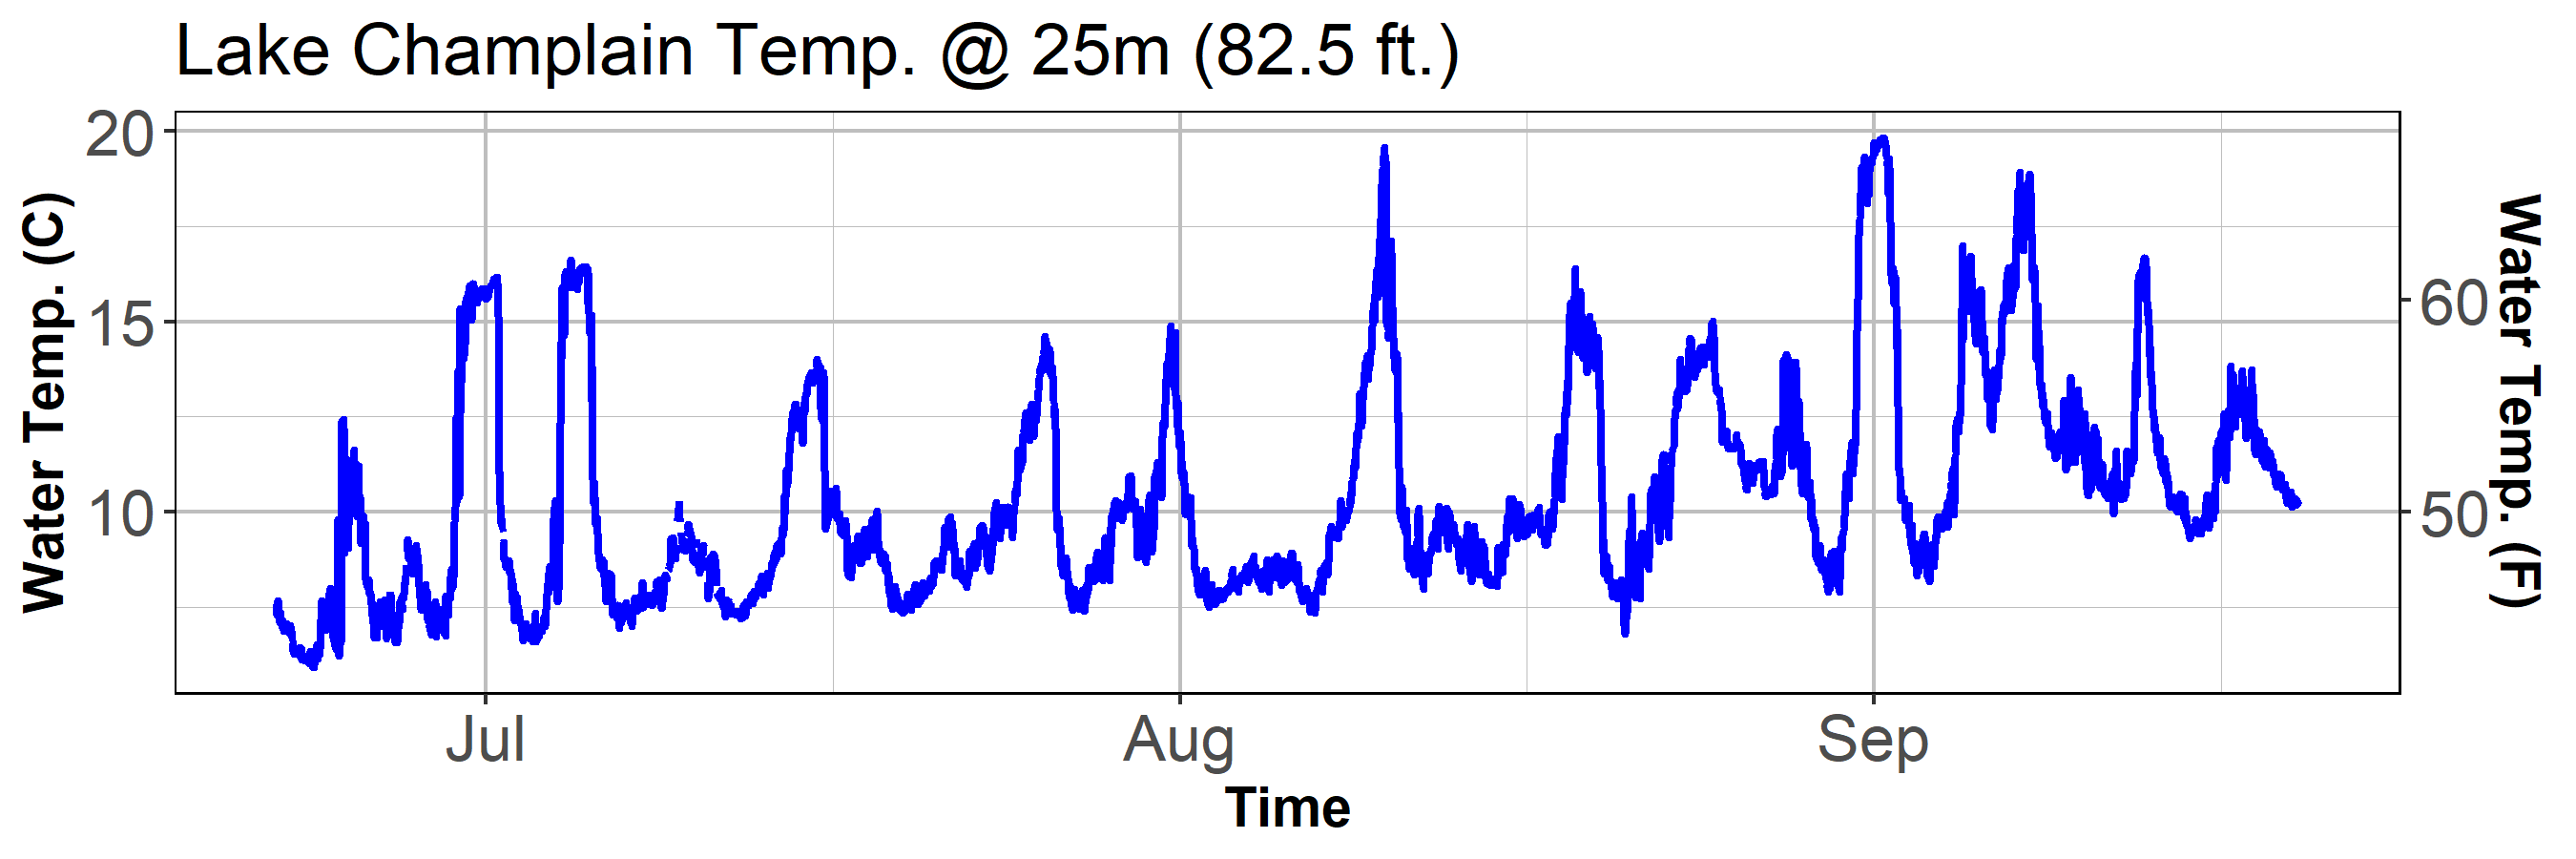 Lake Champlain Temp. @ 25m (82.5 ft.)
Water Temp. (C)
20
15
10
60
50
Water Temp. (F)
Jul
Aug
Sep
Time